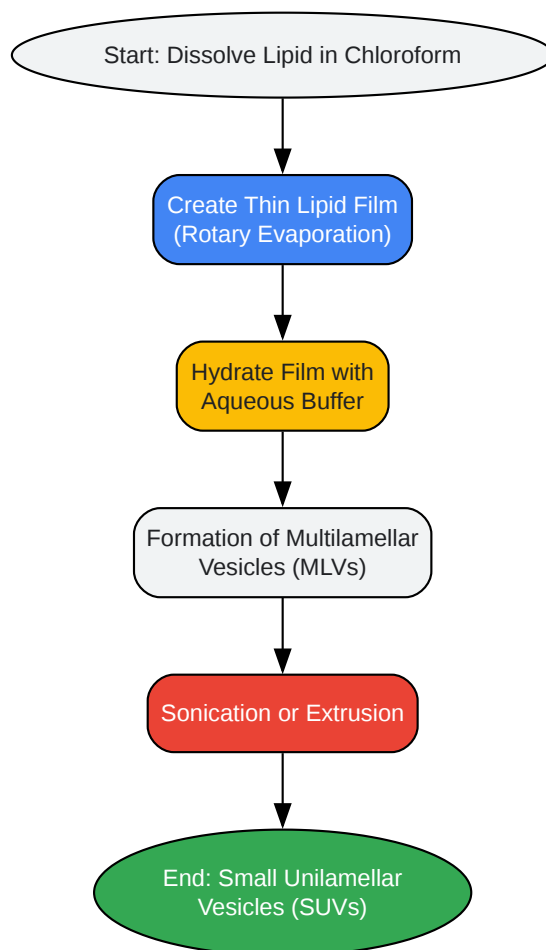 Start: Dissolve Lipid in Chloroform
Create Thin Lipid Film
(Rotary Evaporation)
Hydrate Film with
Aqueous Buffer
Formation of Multilamellar
Vesicles (MLVs)
Sonication or Extrusion
End: Small Unilamellar
Vesicles (SUVs)